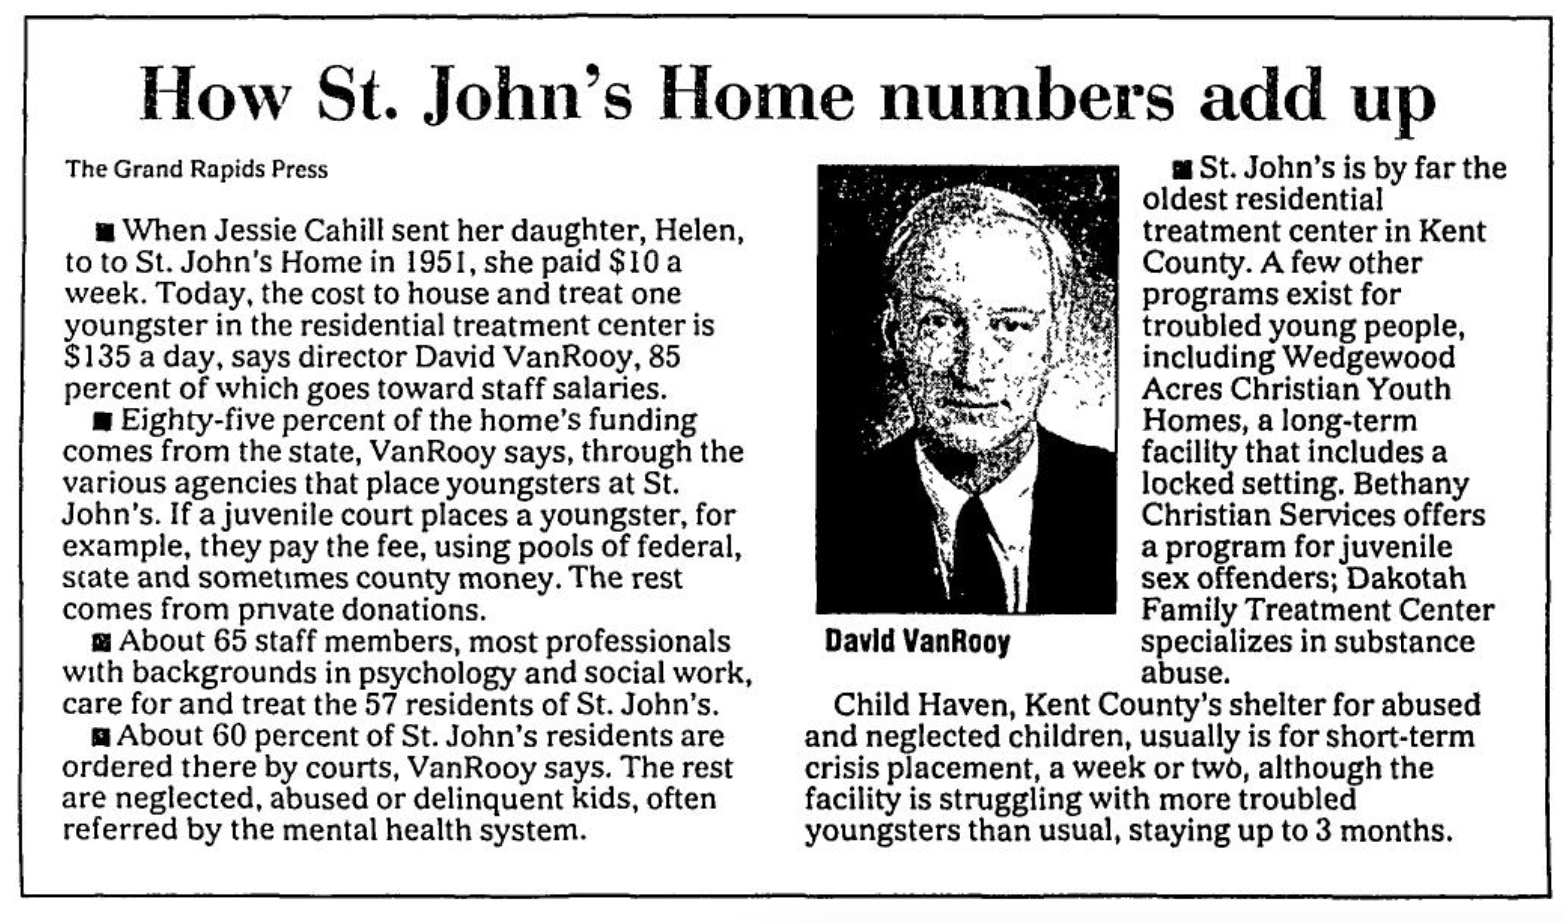 How St. John's Home numbers add up
The Grand Rapids Press
■ When Jessie Cahill sent her daughter, Helen,
to to St. John's Home in 1951, she paid $10 a
week. Today, the cost to house and treat one
youngster in the residential treatment center is
$135 a day, says director David VanRooy, 85
percent of which goes toward staff salaries.
■ Eighty-five percent of the home's funding
comes from the state, VanRooy says, through the
various agencies that place youngsters at St.
John's. If a juvenile court places a youngster, for
example, they pay the fee, using pools of federal,
state and sometimes county money. The rest
comes from private donations.
■ About 65 staff members, most professionals
with backgrounds in psychology and social work,
care for and treat the 57 residents of St. John's.
■ About 60 percent of St. John's residents are
ordered there by courts, VanRooy says. The rest
are neglected, abused or delinquent kids, often
referred by the mental health system.
David VanRooy
■ St. John's is by far the
oldest residential
treatment center in Kent
County. A few other
programs exist for
troubled young people,
including Wedgewood
Acres Christian Youth
Homes, a long-term
facility that includes a
locked setting. Bethany
Christian Services offers
a program for juvenile
sex offenders; Dakotah
Family Treatment Center
specializes in substance
abuse.
Child Haven, Kent County's shelter for abused
and neglected children, usually is for short-term
crisis placement, a week or two, although the
facility is struggling with more troubled
youngsters than usual, staying up to 3 months.